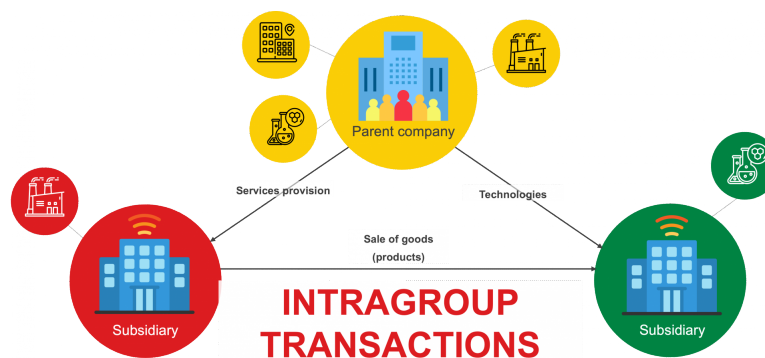 Parent company
Services provision
Technologies
Sale of goods
(products)
Subsidiary
Subsidiary
INTRAGROUP
TRANSACTIONS